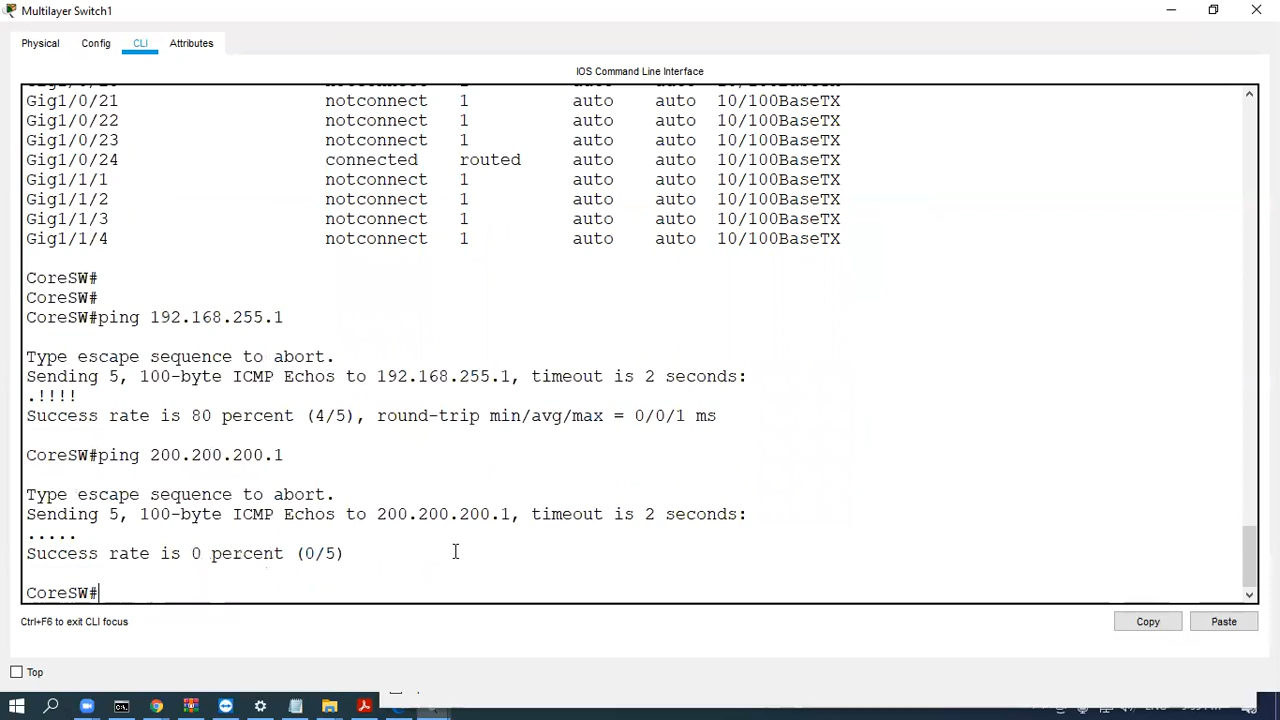 Multilayer Switch1
Physical Config CLI Attributes
IOS Command Line Interface
Gig1/0/21 notconnect 1 auto auto 10/100BaseTX
Gig1/0/22 notconnect 1 auto auto 10/100BaseTX
Gig1/0/23 notconnect 1 auto auto 10/100BaseTX
Gig1/0/24 connected routed auto auto 10/100BaseTX
Gig1/1/1 notconnect 1 auto auto 10/100BaseTX
Gig1/1/2 notconnect 1 auto auto 10/100BaseTX
Gig1/1/3 notconnect 1 auto auto 10/100BaseTX
Gig1/1/4 notconnect 1 auto auto 10/100BaseTX
CoreSW#
CoreSW#
CoreSW#ping 192.168.255.1
Type escape sequence to abort.
Sending 5, 100-byte ICMP Echos to 192.168.255.1, timeout is 2 seconds:
.!!!!
Success rate is 80 percent (4/5), round-trip min/avg/max = 0/0/1 ms
CoreSW#ping 200.200.200.1
Type escape sequence to abort.
Sending 5, 100-byte ICMP Echos to 200.200.200.1, timeout is 2 seconds:
.....
Success rate is 0 percent (0/5)
CoreSW#
Ctrl+F6 to exit CLI focus
Copy Paste
Top